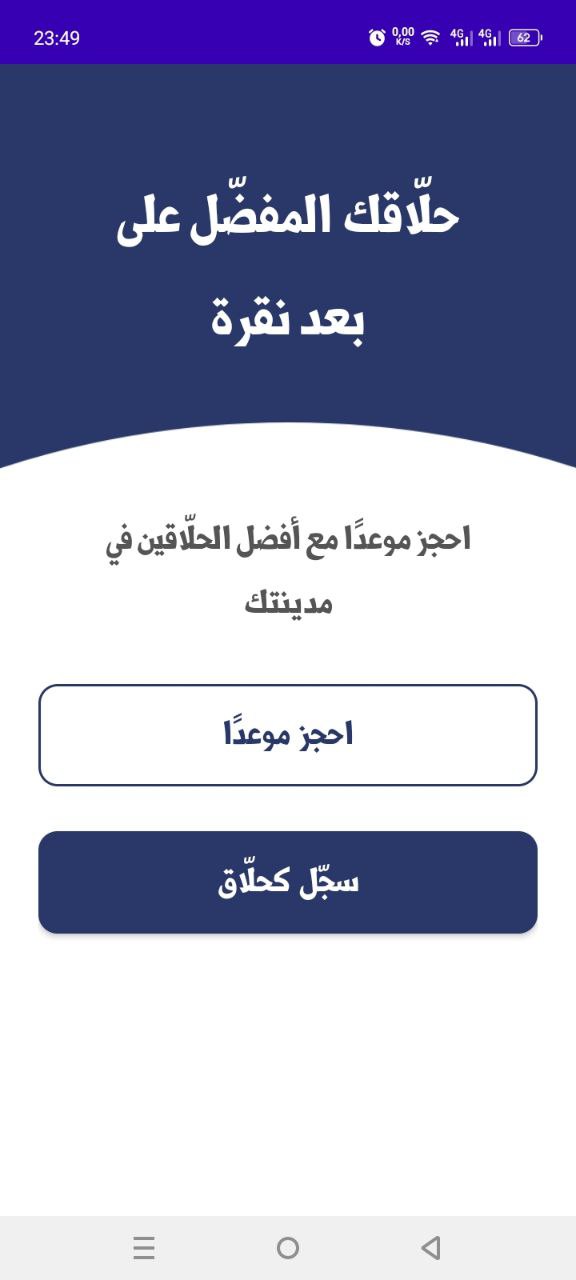 23:49
0,00
K/S
4G
4G
62
حلّاقك المفضّل على
بعد نقرة
احجز موعدًا مع أفضل الحلّاقين في
مدينتك
احجز موعدًا
سجّل كحلّاق